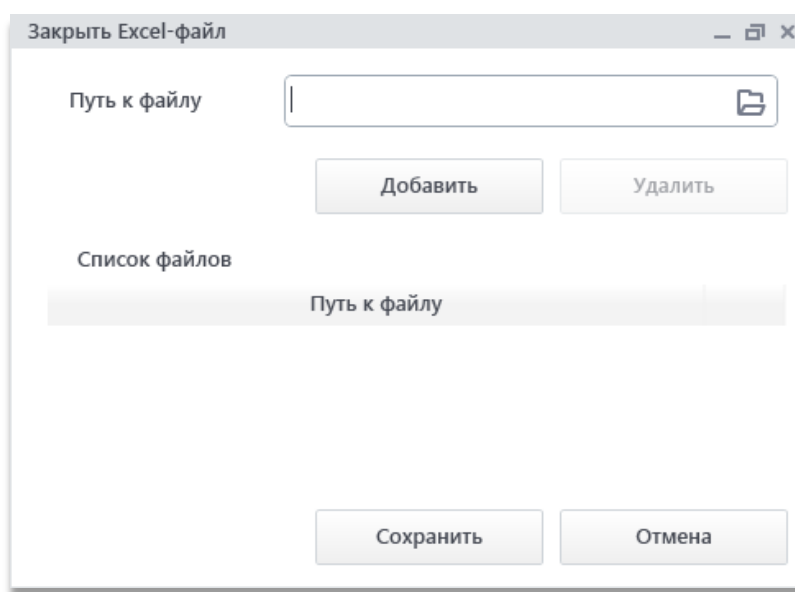 Закрыть Excel-файл
Путь к файлу
Добавить Удалить
Список файлов
Путь к файлу
Сохранить Отмена